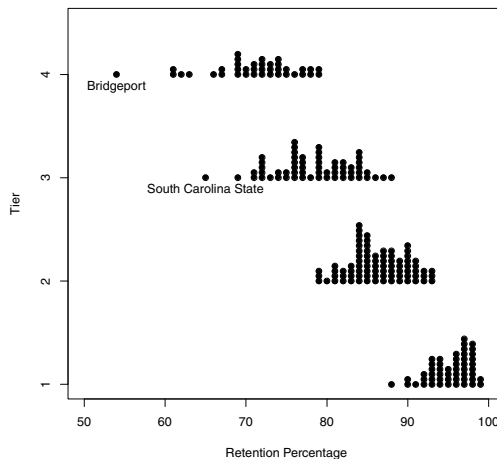 4
Bridgeport
3
South Carolina State
Tier
2
1
50 60 70 80 90 100
Retention Percentage